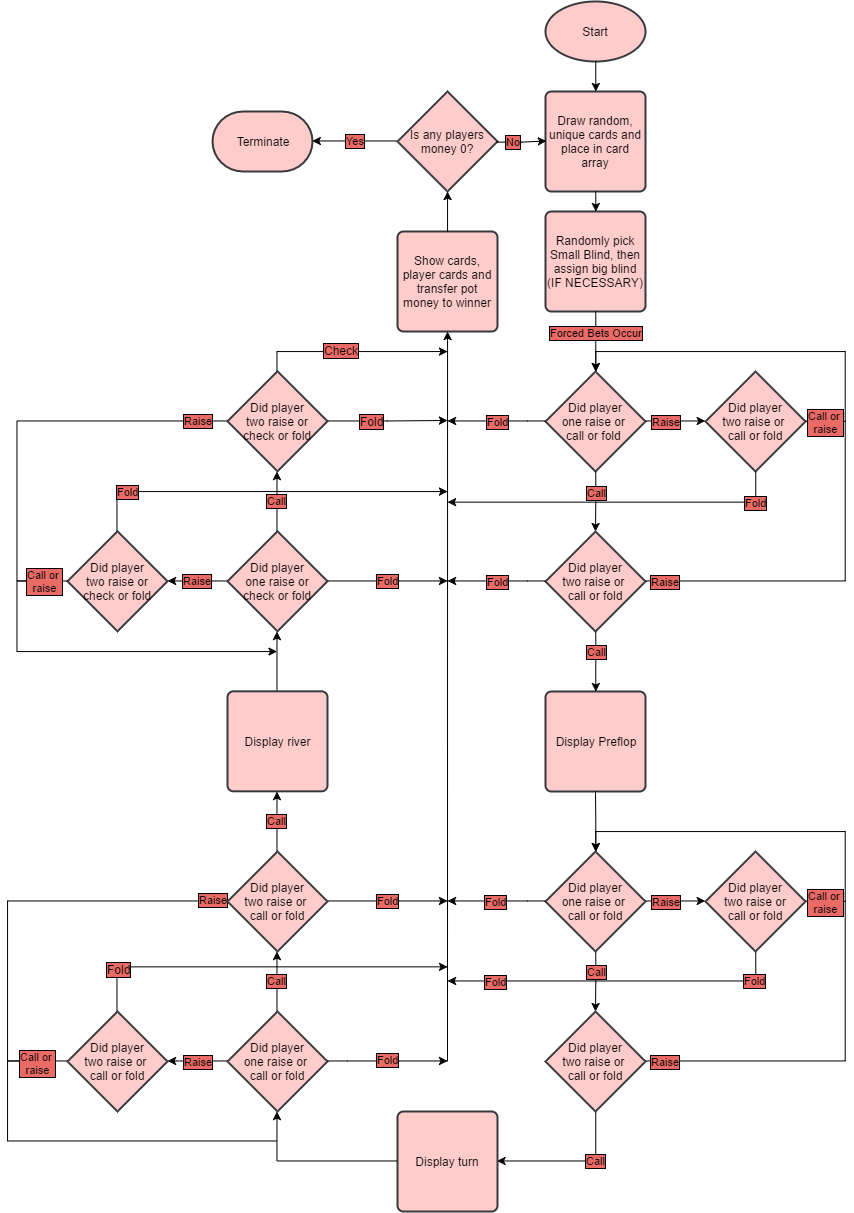 Start
Is any players
money 0?
Terminate
Yes
No
Draw random,
unique cards and
place in card
array
Randomly pick
Small Blind, then
assign big blind
(IF NECESSARY)
Show cards,
player cards and
transfer pot
money to winner
Forced Bets Occur
Check
Did player
two raise or
check or fold
Raise
Fold
Fold
Did player
one raise or
call or fold
Raise
Did player
two raise or
call or fold
Call or
raise
Fold
Call
Call
Fold
Call or
raise
Did player
two raise or
check or fold
Raise
Did player
one raise or
check or fold
Fold
Fold
Did player
two raise or
call or fold
Raise
Call
Display river
Display Preflop
Call
Raise
Did player
two raise or
call or fold
Fold
Fold
Did player
one raise or
call or fold
Raise
Did player
two raise or
call or fold
Call or
raise
Fold
Call
Call
Fold
Fold
Call or
raise
Did player
two raise or
call or fold
Raise
Did player
one raise or
call or fold
Fold
Did player
two raise or
call or fold
Raise
Display turn
Call